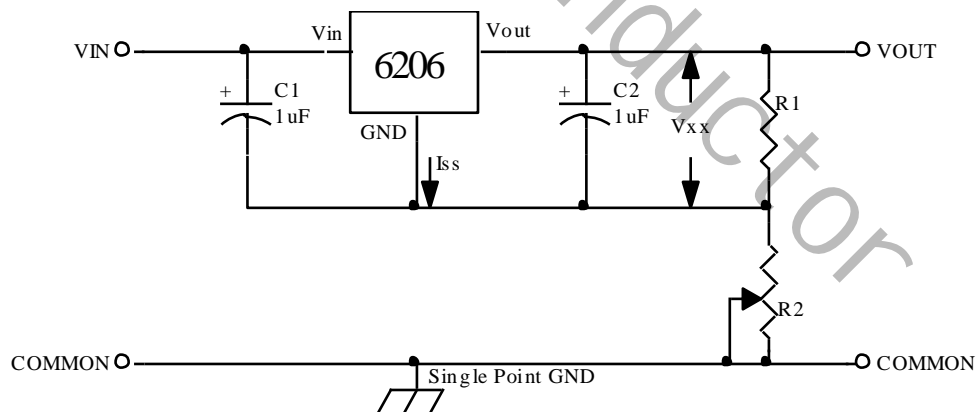 nductor
VIN
Vin
6206
Vout
VOUT
+
C1
1uF
GND
Iss
+
C2
1uF
Vxx
R1
R2
COMMON
Single Point GND
COMMON